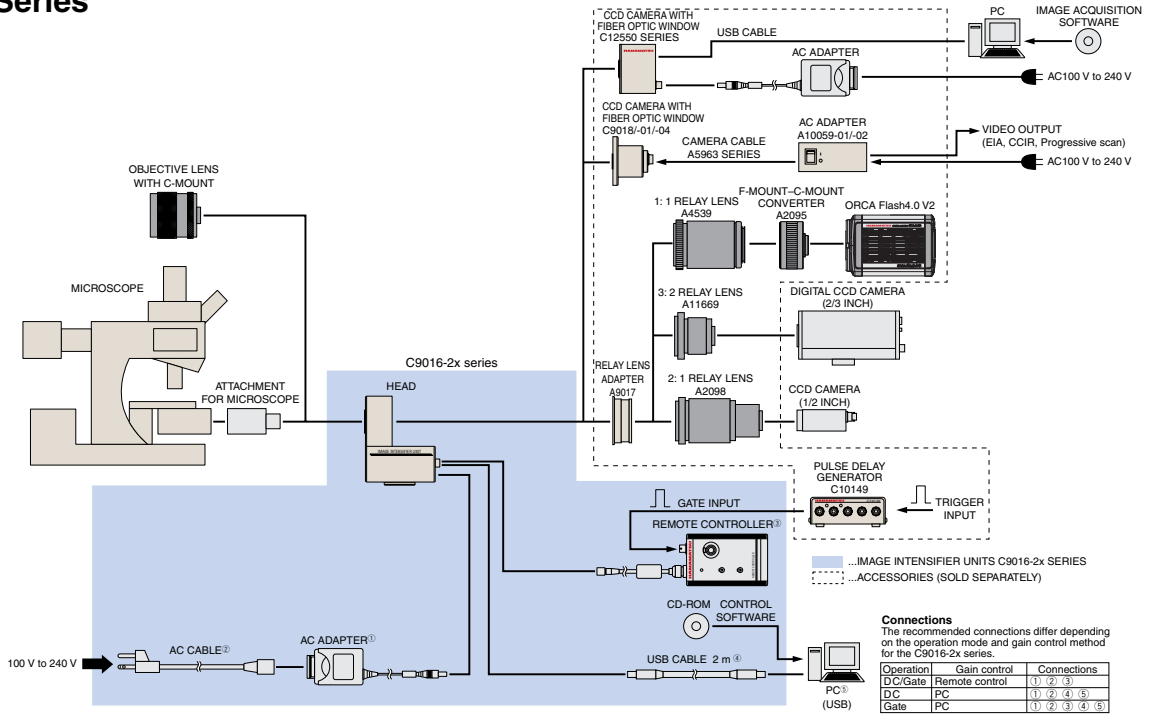 Series
CCD CAMERA WITH
FIBER OPTIC WINDOW
C12550 SERIES
USB CABLE
PC
IMAGE ACQUISITION
SOFTWARE
HAMAMATSU
AC ADAPTER
AC100 V to 240 V
CCD CAMERA WITH
FIBER OPTIC WINDOW
C9018/-01/-04
CAMERA CABLE
A5963 SERIES
AC ADAPTER
A10059-01/-02
VIDEO OUTPUT
(EIA, CCIR, Progressive scan)
AC100 V to 240 V
OBJECTIVE LENS
WITH C-MOUNT
1: 1 RELAY LENS
A4539
F-MOUNT–C-MOUNT
CONVERTER
A2095
ORCA Flash4.0 V2
MICROSCOPE
3: 2 RELAY LENS
A11669
DIGITAL CCD CAMERA
(2/3 INCH)
C9016-2x series
ATTACHMENT
FOR MICROSCOPE
HEAD
IMAGE INTENSIFIER UNIT
RELAY LENS
ADAPTER
A9017
2: 1 RELAY LENS
A2098
CCD CAMERA
(1/2 INCH)
PULSE DELAY
GENERATOR
C10149
TRIGGER
INPUT
GATE INPUT
REMOTE CONTROLLER③
...IMAGE INTENSIFIER UNITS C9016-2x SERIES
...ACCESSORIES (SOLD SEPARATELY)
CD-ROM
CONTROL
SOFTWARE
100 V to 240 V
AC CABLE②
AC ADAPTER①
USB CABLE 2 m ④
PC⑤
(USB)
Connections
The recommended connections differ depending
on the operation mode and gain control method
for the C9016-2x series.
Operation Gain control Connections
DC/Gate Remote control ① ② ③
DC PC ① ② ④ ⑤
Gate PC ① ② ③ ④ ⑤